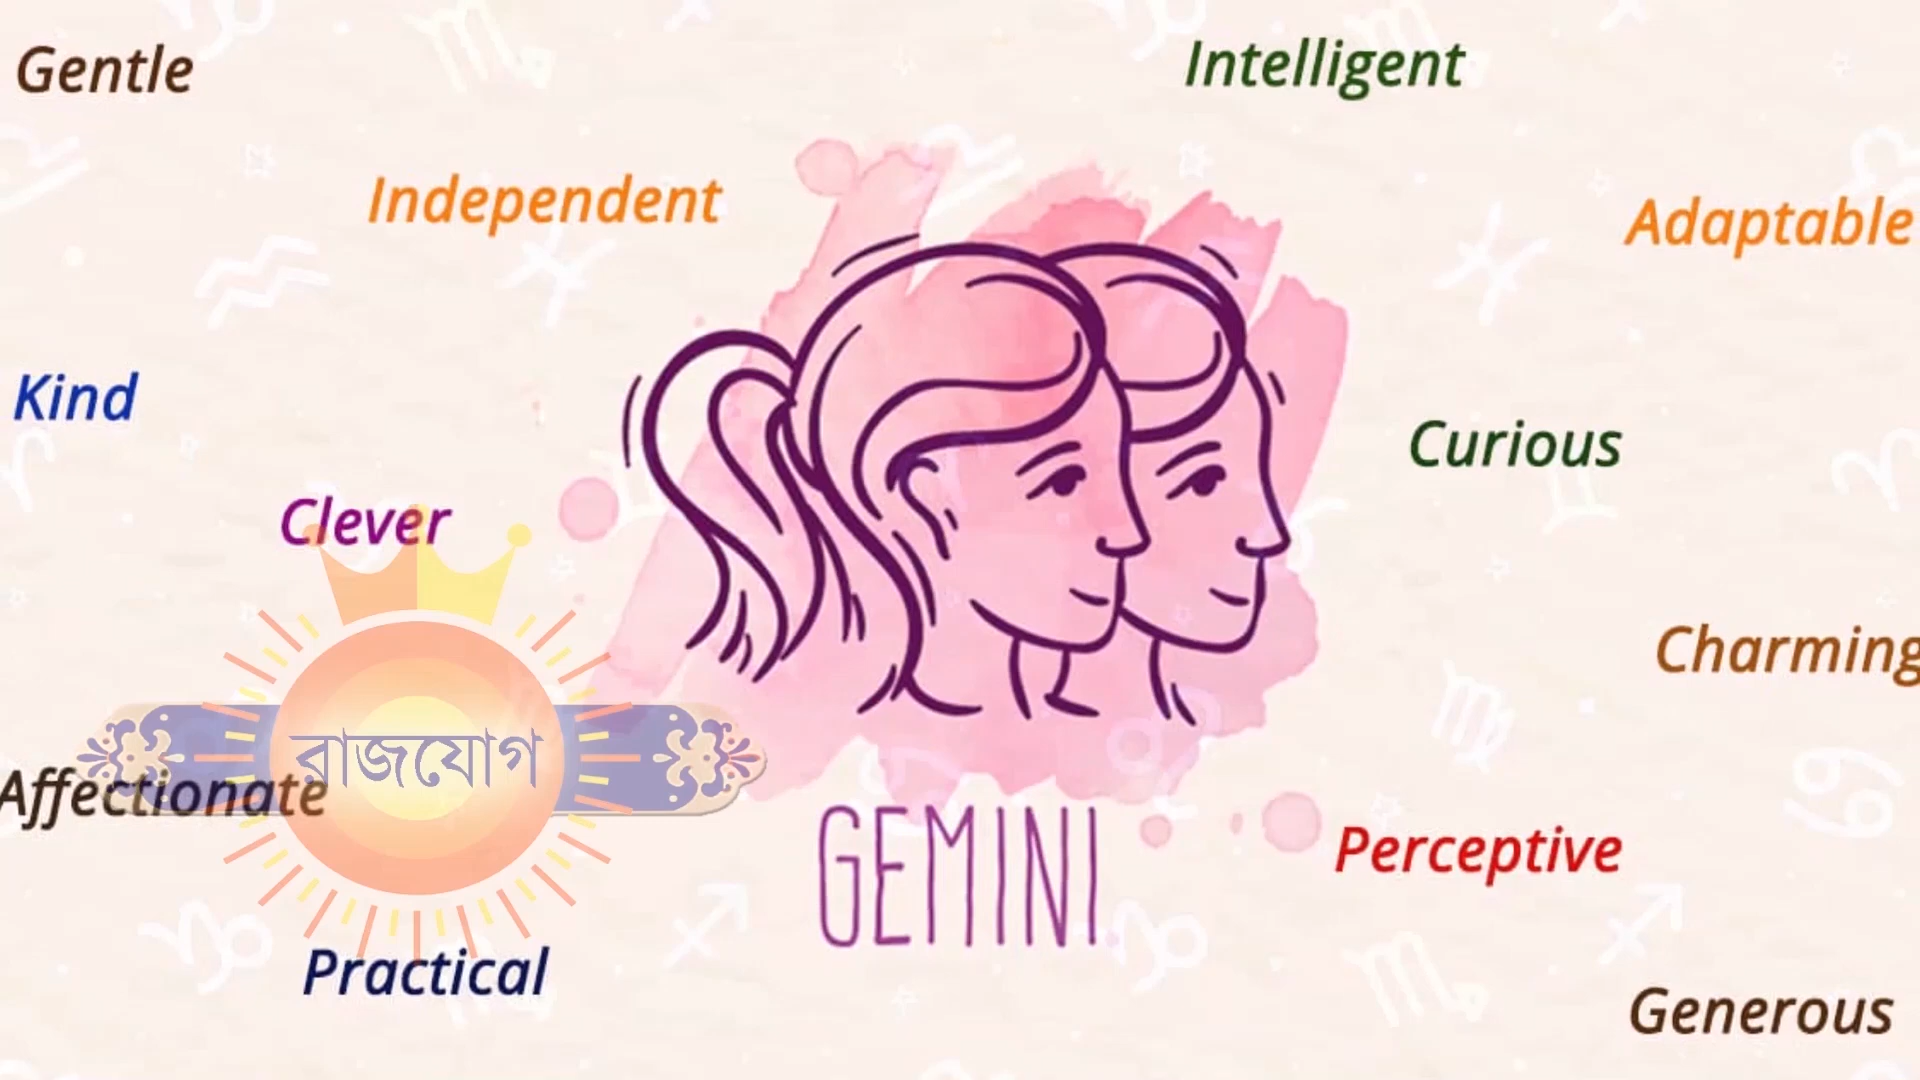 Gentle
Intelligent
Independent
Adaptable
Kind
Curious
Clever
Charming
রাজযোগ
Affectionate
GEMINI
Perceptive
Practical
Generous